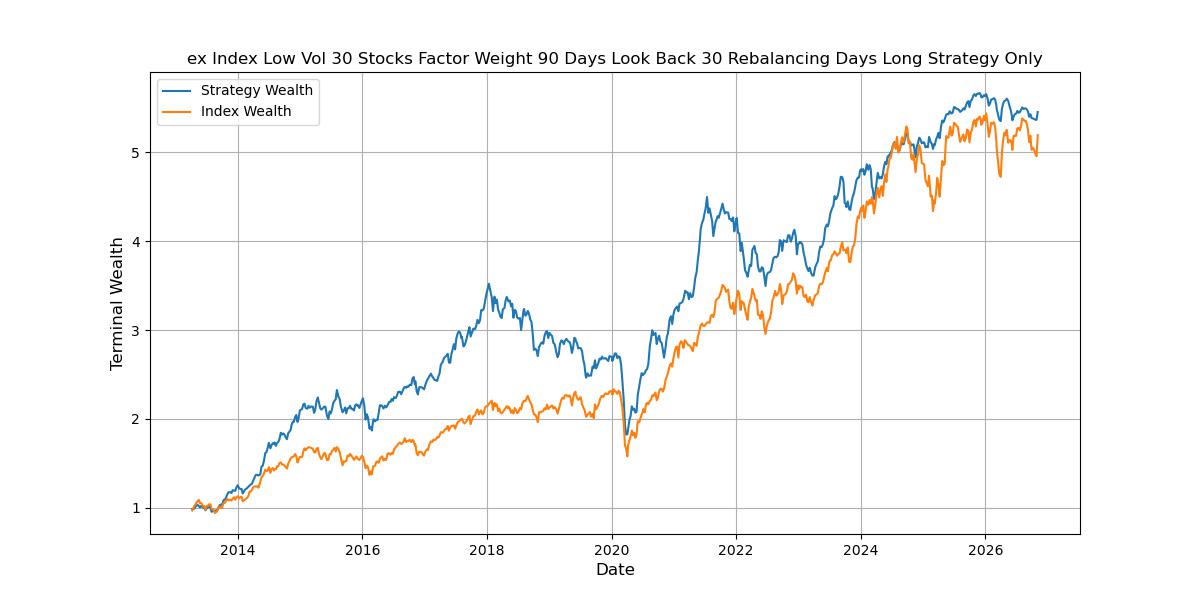 ex Index Low Vol 30 Stocks Factor Weight 90 Days Look Back 30 Rebalancing Days Long Strategy Only
Strategy Wealth
Index Wealth
Terminal Wealth
5
4
3
2
1
2014 2016 2018 2020 2022 2024 2026
Date